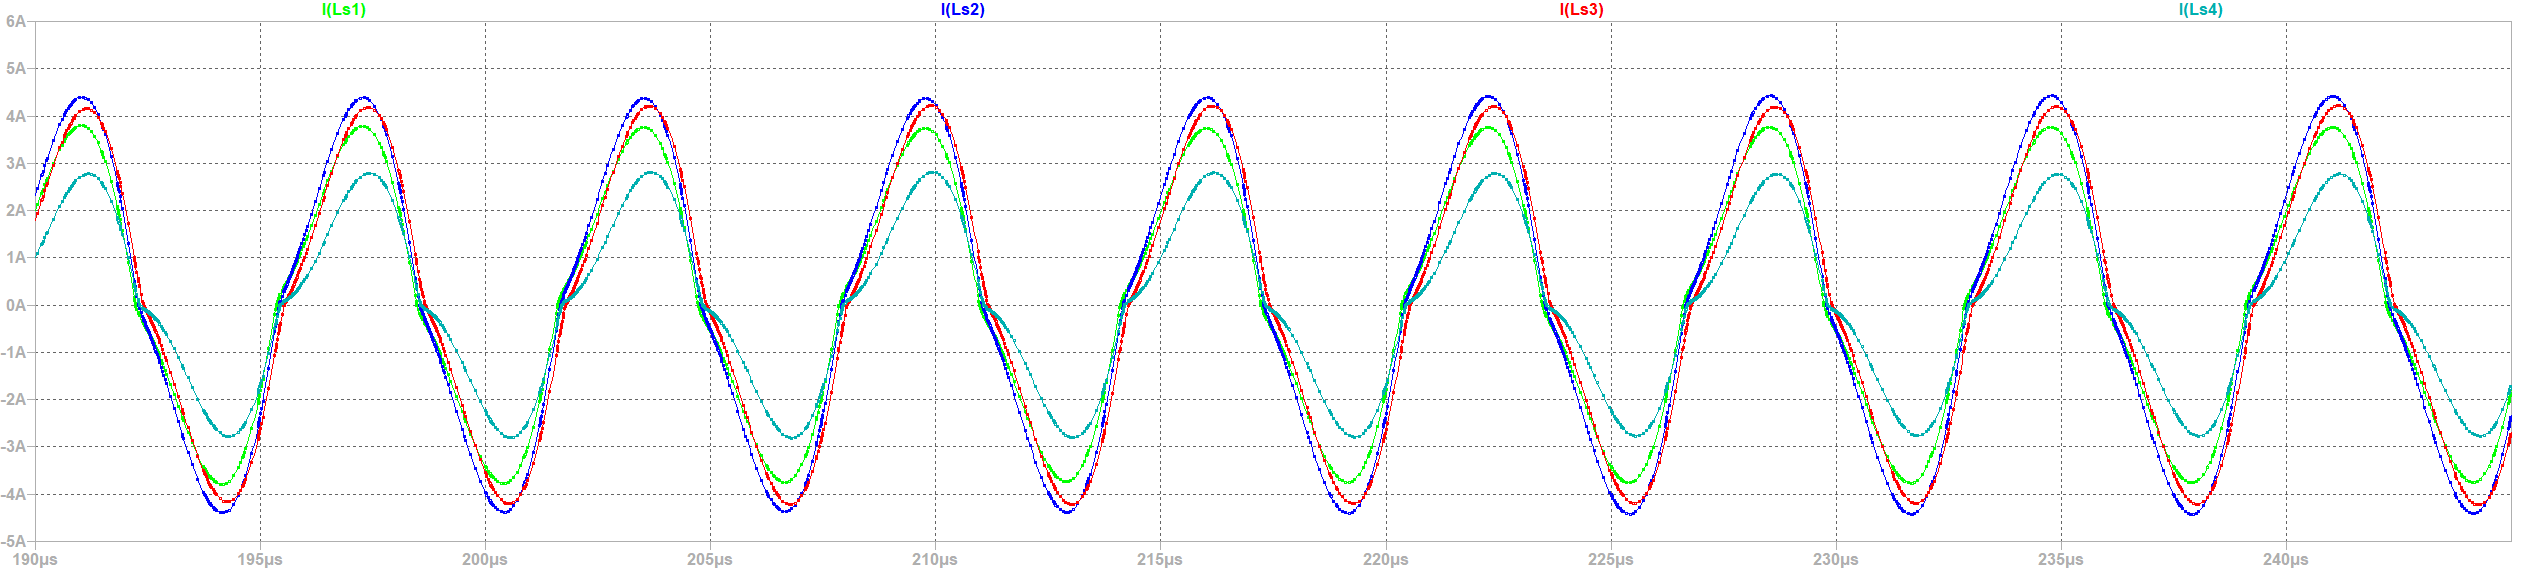 I(Ls1) I(Ls2) I(Ls3) I(Ls4)
6A
5A
4A
3A
2A
1A
0A
-1A
-2A
-3A
-4A
-5A
190µs 195µs 200µs 205µs 210µs 215µs 220µs 225µs 230µs 235µs 240µs